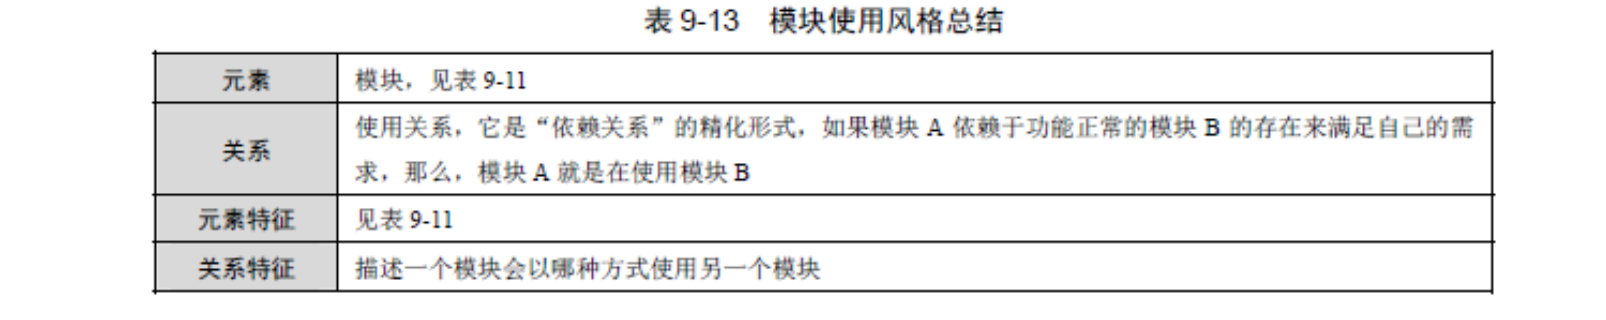 表 9-13 模块使用风格总结
元素
模块，见表 9-11
关系
使用关系，它是“依赖关系”的精化形式，如果模块 A 依赖于功能正常的模块 B 的存在来满足自己的需
求，那么，模块 A 就是在使用模块 B
元素特征
见表 9-11
关系特征
描述一个模块会以哪种方式使用另一个模块